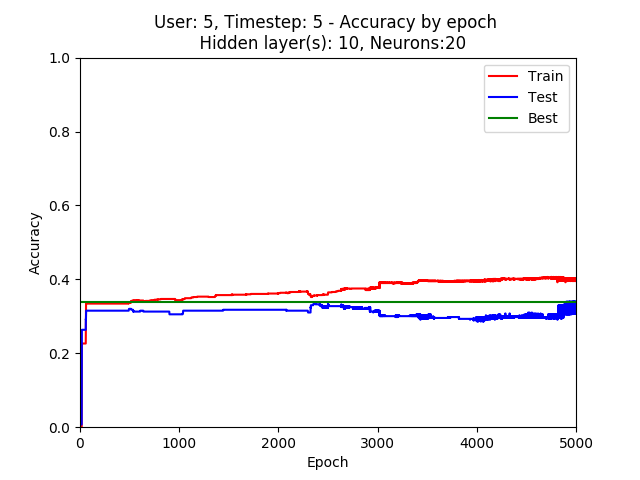 User: 5, Timestep: 5 - Accuracy by epoch
Hidden layer(s): 10, Neurons:20
1.0
0.8
0.6
0.4
0.2
0.0
Accuracy
Train
Test
Best
0 1000 2000 3000 4000 5000
Epoch